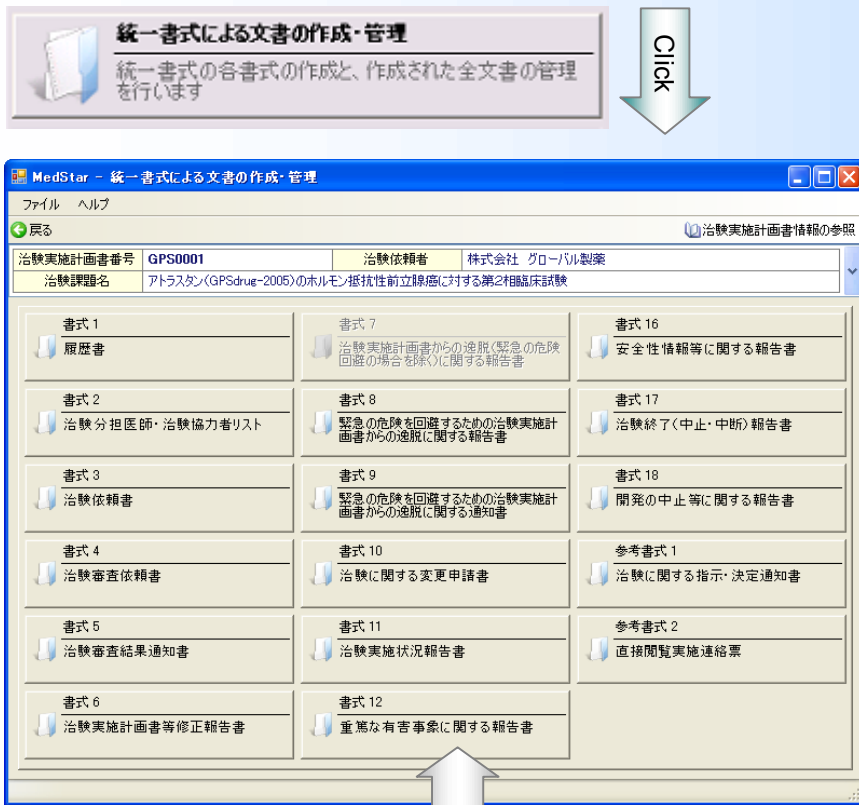 統一書式による文書の作成・管理
統一書式の各書式の作成と、作成された全文書の管理
を行います
Click
MedStar - 統一書式による文書の作成・管理
ファイル ヘルプ
戻る 治験実施計画書情報の参照
治験実施計画書番号 GPS0001 治験依頼者 株式会社 グローバル製薬
治験課題名 アトラスタン(GPSdrug-2005)のホルモン抵抗性前立腺癌に対する第2相臨床試験
書式 1
履歴書
書式 2
治験分担医師・治験協力者リスト
書式 3
治験依頼書
書式 4
治験審査依頼書
書式 5
治験審査結果通知書
書式 6
治験実施計画書等修正報告書
書式 7
治験実施計画書からの逸脱(緊急の危険
回避の場合を除く)に関する報告書
書式 8
緊急の危険を回避するための治験実施計
画書からの逸脱に関する報告書
書式 9
緊急の危険を回避するための治験実施計
画書からの逸脱に関する通知書
書式 10
治験に関する変更申請書
書式 11
治験実施状況報告書
書式 12
重篤な有害事象に関する報告書
書式 16
安全性情報等に関する報告書
書式 17
治験終了(中止・中断)報告書
書式 18
開発の中止等に関する報告書
参考書式 1
治験に関する指示・決定通知書
参考書式 2
直接閲覧実施連絡票